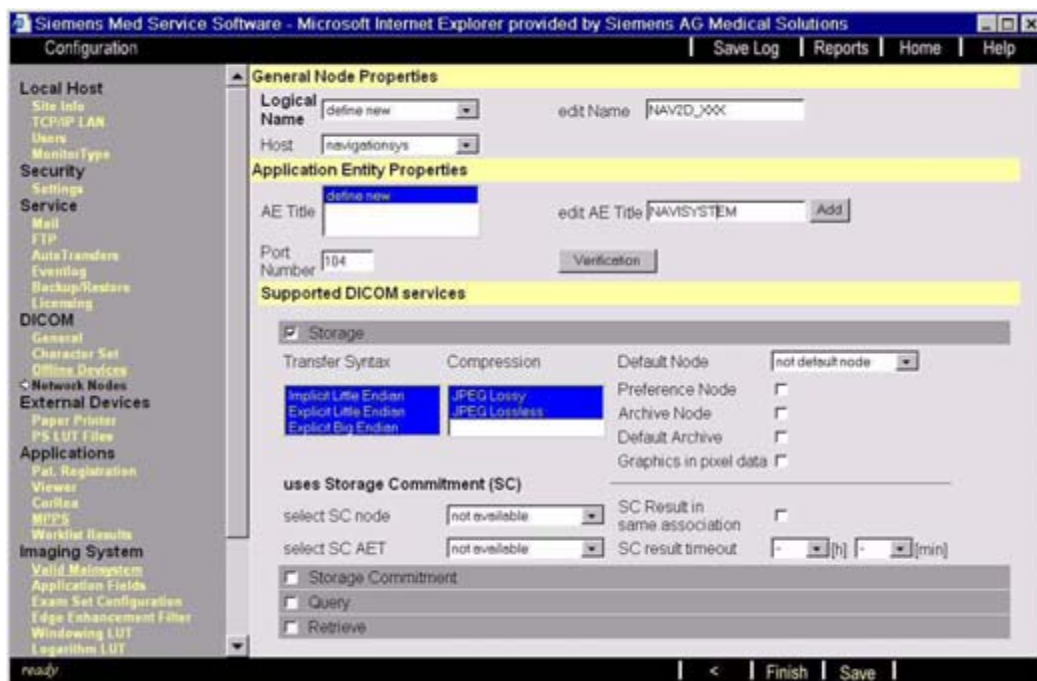 Siemens Med Service Software - Microsoft Internet Explorer provided by Siemens AG Medical Solutions
Configuration
Save Log | Reports | Home | Help
Local Host
Site Info
TCP/IP LAN
Users
MonitorType
Security
Settings
Service
Mail
FTP
AutoTransfers
Eventlog
Backup/Restore
Licensing
DICOM
General
Character Set
Offline Devices
Network Nodes
External Devices
Paper Printer
PS LUT Files
Applications
Pat. Registration
Viewer
MPPS
Worklist Results
Imaging System
Valid Mainsystem
Application Fields
Exam Set Configuration
Edge Enhancement Filter
Windowing LUT
Logarithm LUT
General Node Properties
Logical Name define new edit Name NAV2D_XXX
Host navigationsys
Application Entity Properties
AE Title define new edit AE Title NAVISYSTEM Add
Port Number 104 Verification
Supported DICOM services
Storage
Transfer Syntax Compression Default Node not default node
Implicit Little Endian JPEG Lossy Preference Node
Explicit Little Endian JPEG Lossless Archive Node
Explicit Big Endian Default Archive
Graphics in pixel data
uses Storage Commitment (SC)
select SC node not available SC Result in same association
select SC AET not available SC result timeout - [h] - [min]
Storage Commitment
Query
Retrieve
ready
< | Finish | Save |